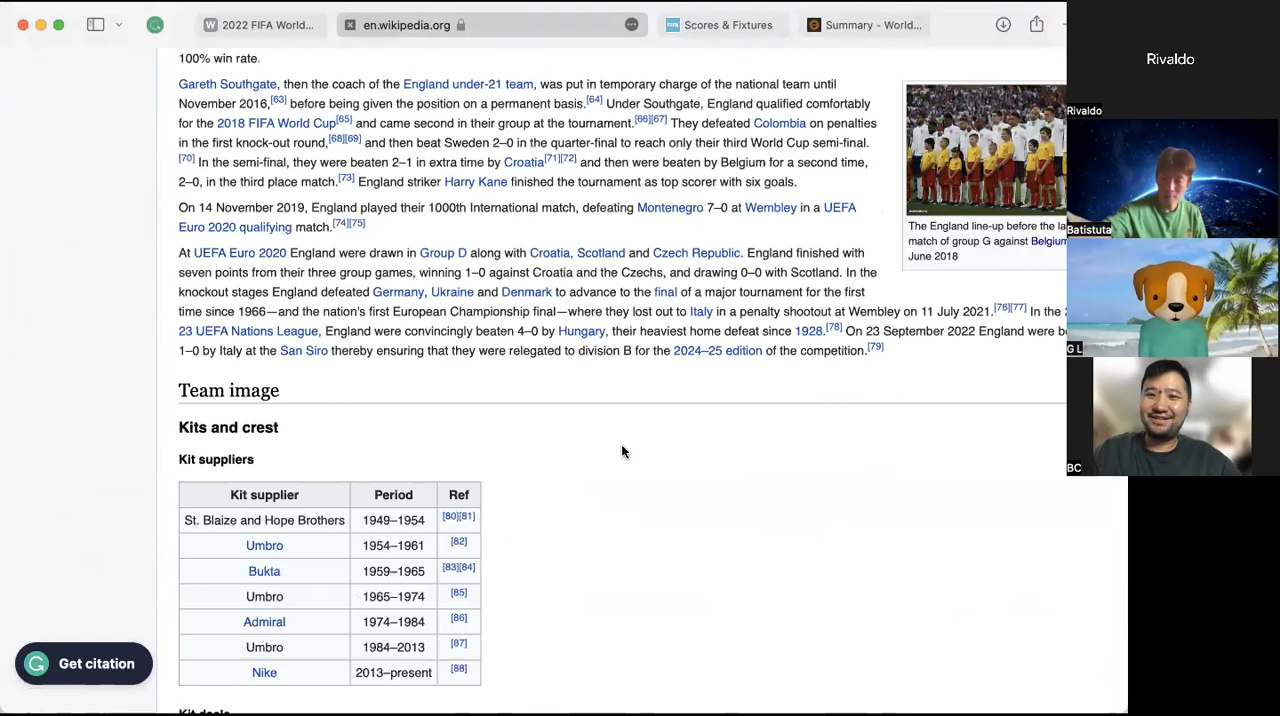 2022 FIFA World...
en.wikipedia.org
Scores & Fixtures
Summary - World...
Rivaldo
Rivaldo
Batistuta
G L
BC
100% win rate.
Gareth Southgate, then the coach of the England under-21 team, was put in temporary charge of the national team until
November 2016,[63] before being given the position on a permanent basis.[64] Under Southgate, England qualified comfortably
for the 2018 FIFA World Cup[65] and came second in their group at the tournament.[66][67] They defeated Colombia on penalties
in the first knock-out round,[68][69] and then beat Sweden 2–0 in the quarter-final to reach only their third World Cup semi-final.
[70] In the semi-final, they were beaten 2–1 in extra time by Croatia[71][72] and then were beaten by Belgium for a second time,
2–0, in the third place match.[73] England striker Harry Kane finished the tournament as top scorer with six goals.
The England line-up before the la
match of group G against Belgium
June 2018
On 14 November 2019, England played their 1000th International match, defeating Montenegro 7–0 at Wembley in a UEFA
Euro 2020 qualifying match.[74][75]
At UEFA Euro 2020 England were drawn in Group D along with Croatia, Scotland and Czech Republic. England finished with
seven points from their three group games, winning 1–0 against Croatia and the Czechs, and drawing 0–0 with Scotland. In the
knockout stages England defeated Germany, Ukraine and Denmark to advance to the final of a major tournament for the first
time since 1966—and the nation's first European Championship final—where they lost out to Italy in a penalty shootout at Wembley on 11 July 2021.[76][77] In the
23 UEFA Nations League, England were convincingly beaten 4–0 by Hungary, their heaviest home defeat since 1928.[78] On 23 September 2022 England were be
1–0 by Italy at the San Siro thereby ensuring that they were relegated to division B for the 2024–25 edition of the competition.[79]
Team image
Kits and crest
Kit suppliers
Kit supplier Period Ref
St. Blaize and Hope Brothers 1949–1954 [80][81]
Umbro 1954–1961 [82]
Bukta 1959–1965 [83][84]
Umbro 1965–1974 [85]
Admiral 1974–1984 [86]
Umbro 1984–2013 [87]
Nike 2013–present [88]
Get citation